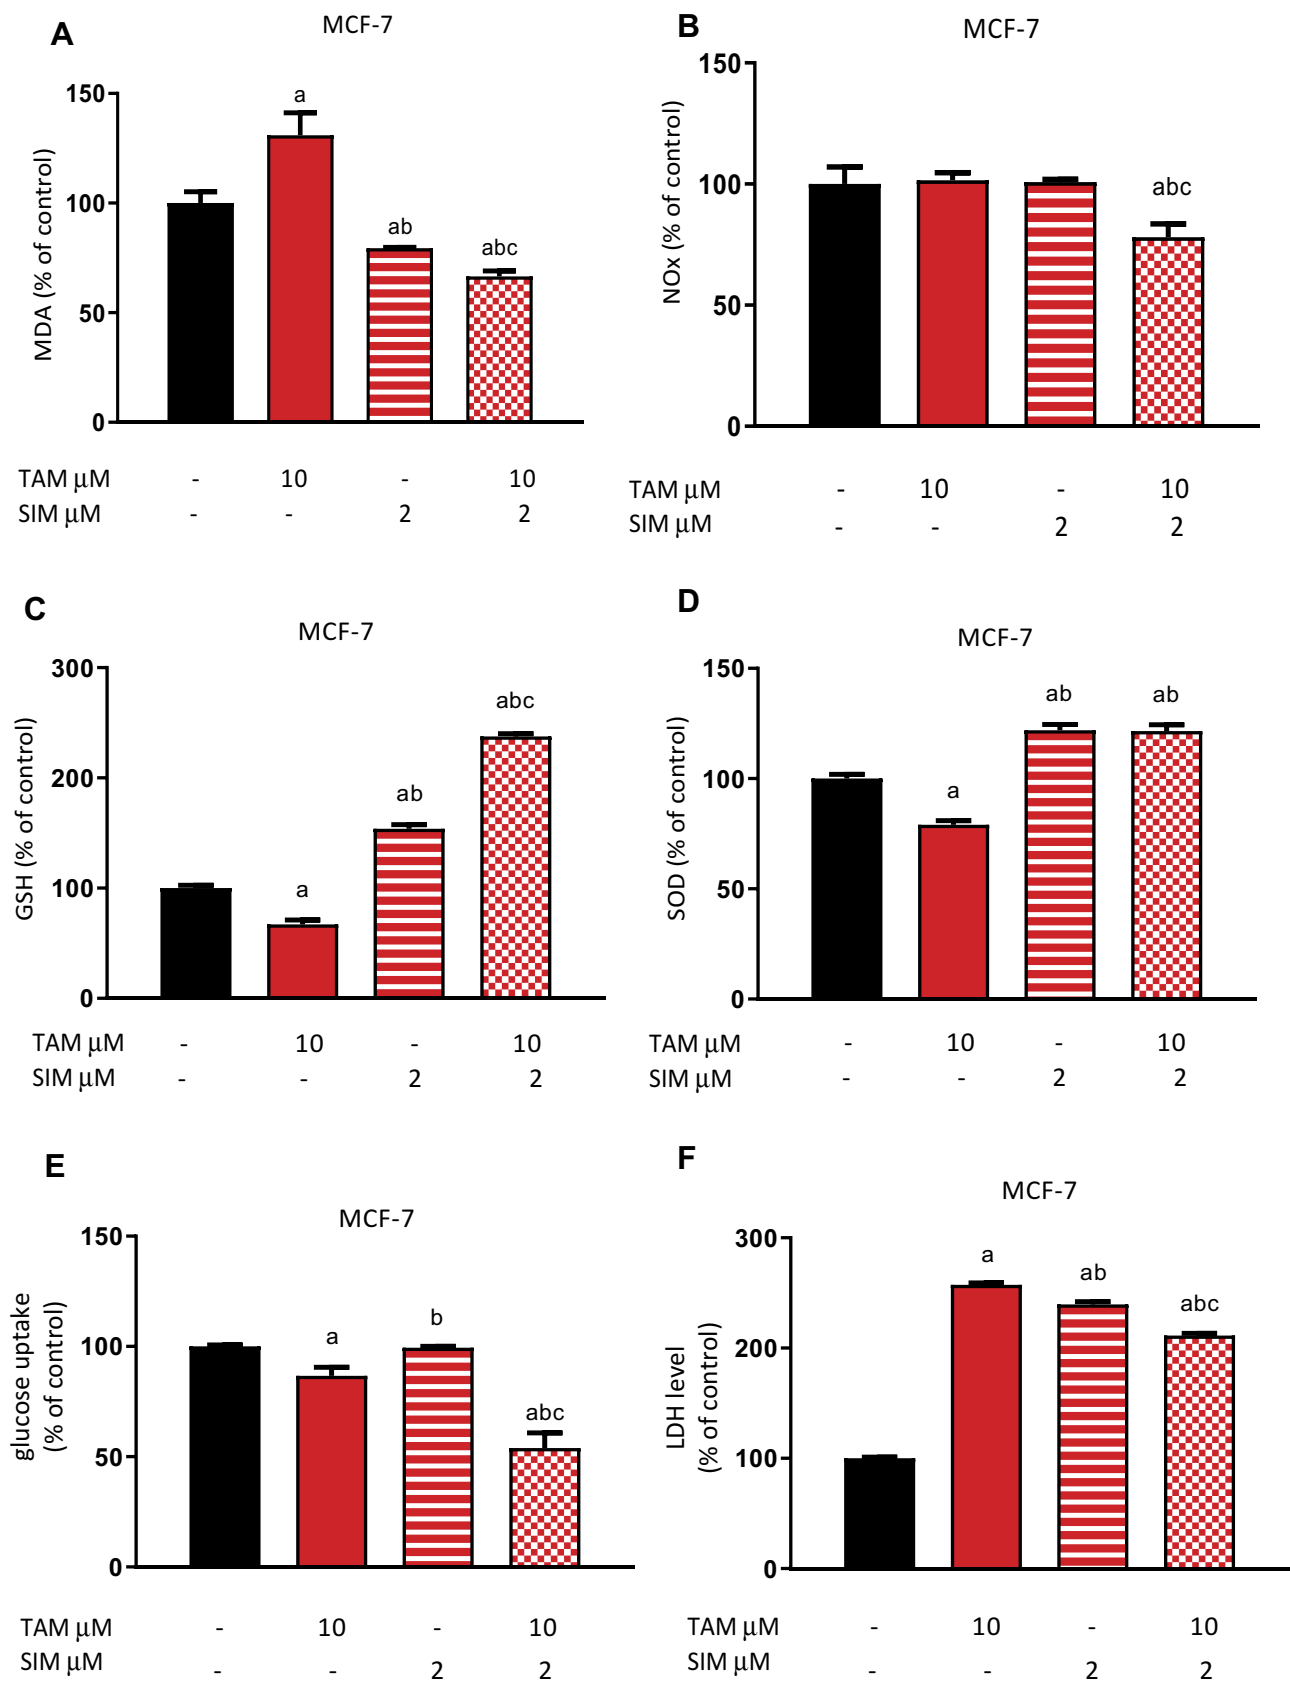 A
MCF-7
MDA (% of control)
150
100
50
0
a
ab
abc
TAM μM - 10 - 10
SIM μM - - 2 2
B
MCF-7
NOx (% of control)
150
100
50
0
abc
TAM μM - 10 - 10
SIM μM - - 2 2
C
MCF-7
GSH (% of control)
300
200
100
0
a
ab
abc
TAM μM - 10 - 10
SIM μM - - 2 2
D
MCF-7
SOD (% of control)
150
100
50
0
a
ab
ab
TAM μM - 10 - 10
SIM μM - - 2 2
E
MCF-7
glucose uptake
(% of control)
150
100
50
0
a
b
abc
TAM μM - 10 - 10
SIM μM - - 2 2
F
MCF-7
LDH level
(% of control)
300
200
100
0
a
ab
abc
TAM μM - 10 - 10
SIM μM - - 2 2